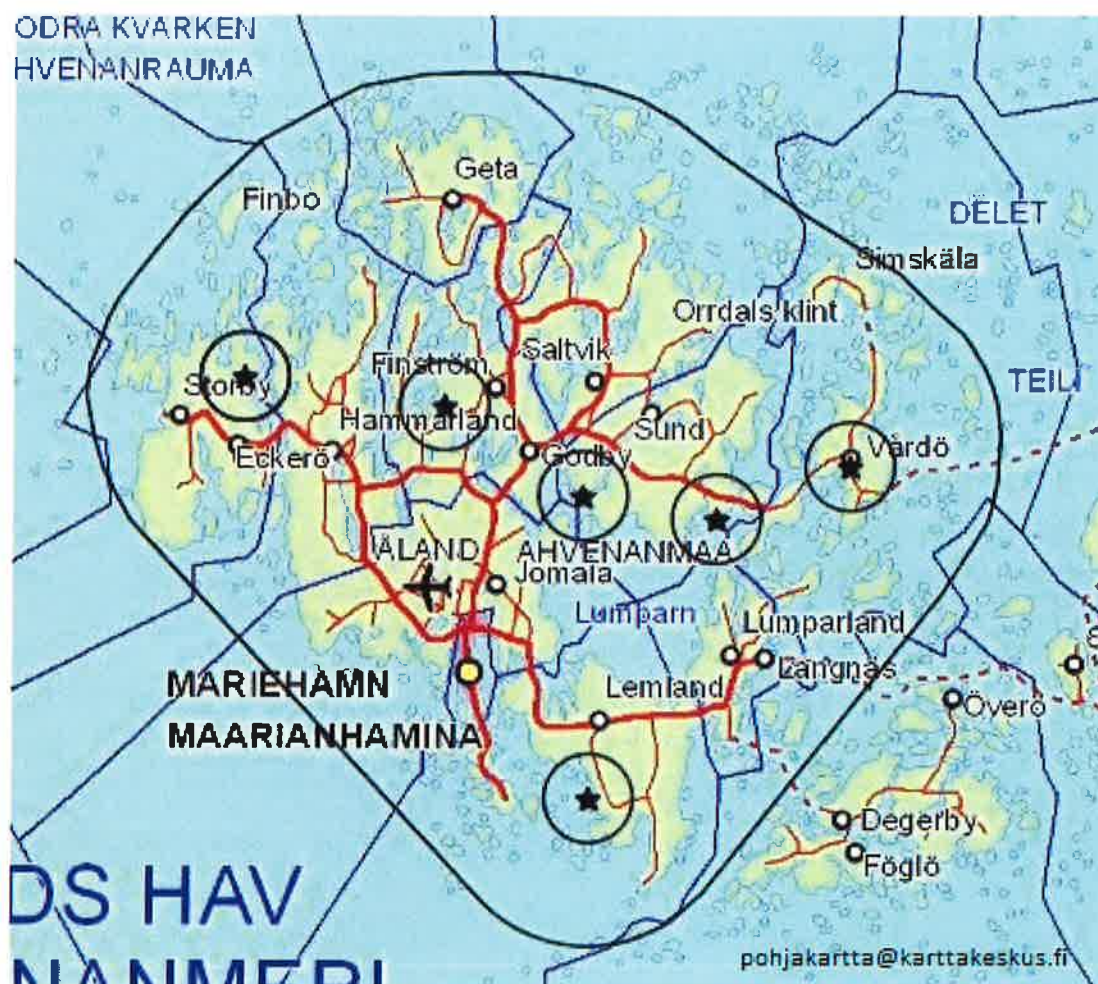 ODRA KVARKEN
HVENANRAUMA
Geta
Finbo
DELET
Simskäla
Orrdals klint
Saltvik
Finström
TEILI
Storby
Hammarland
Sund
Eckerö
Godby
Vårdö
ÅLAND
AHVENANMAA
Jomala
Lumparn
Lumparland
Långnäs
MARIEHAMN
Lemland
Överö
MAARIANHAMINA
Degerby
Föglö
DS HAV
NANMERI
pohjakartta@karttakeskus.fi